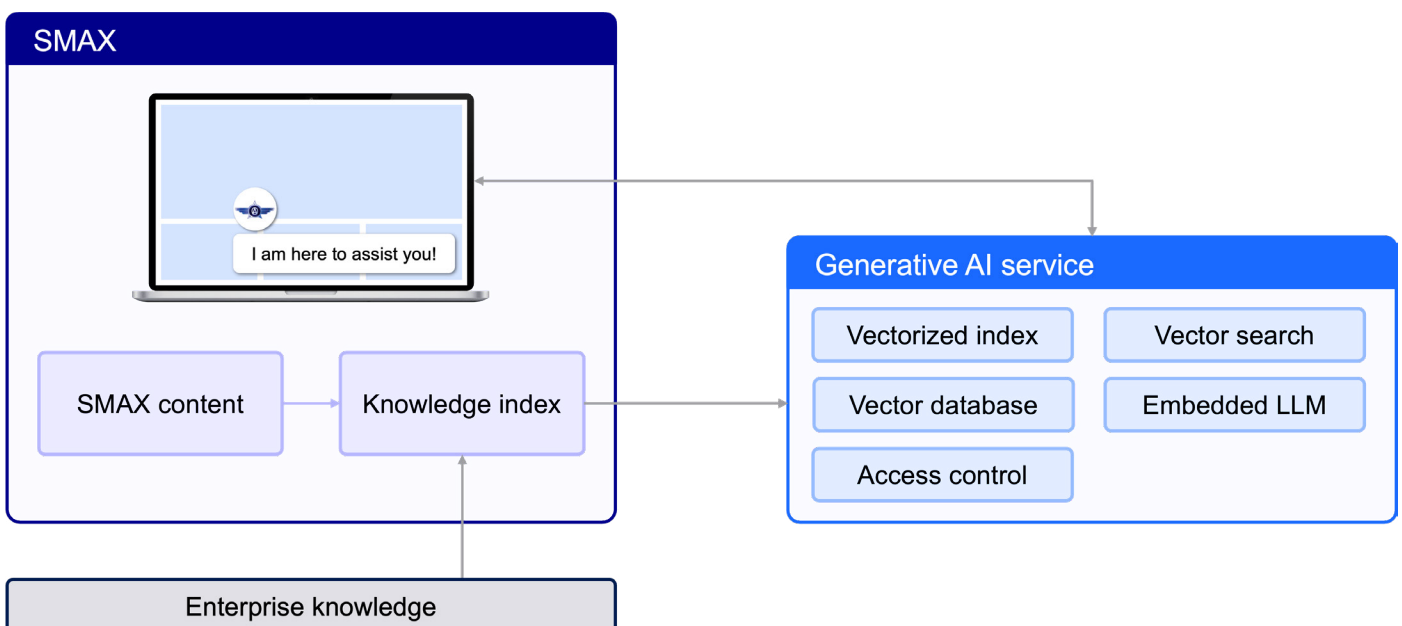 SMAX
I am here to assist you!
SMAX content
Knowledge index
Enterprise knowledge
Generative AI service
Vectorized index
Vector search
Vector database
Embedded LLM
Access control